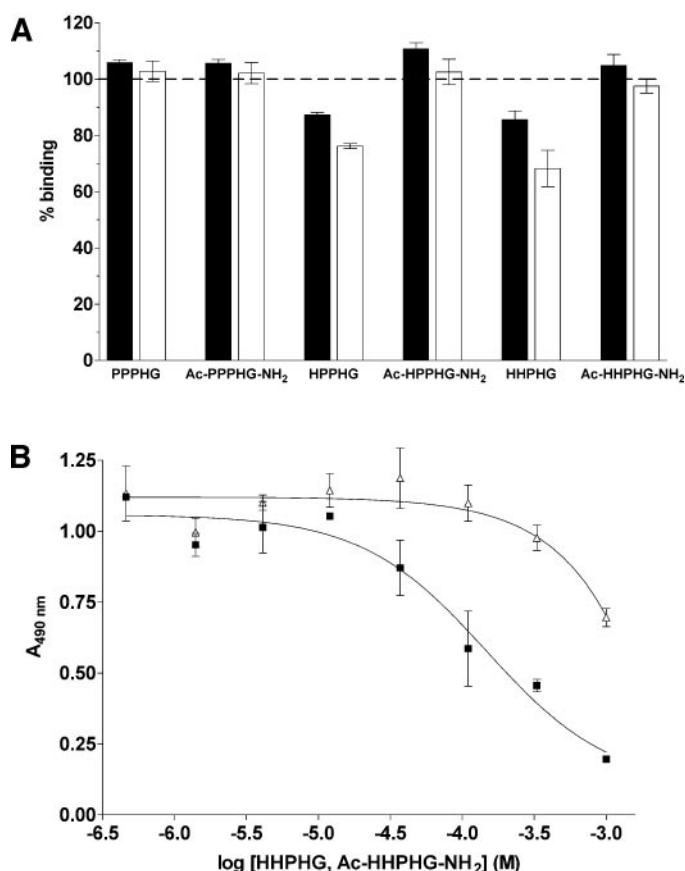 A
120
100
80
60
40
20
0
% binding
PPPHG Ac-PPPHG-NH₂ HPPHG Ac-HPPHG-NH₂ HHPHG Ac-HHPHG-NH₂
B
1.25
1.00
0.75
0.50
0.25
0.00
A₄₉₀ ₙₘ
-6.5 -6.0 -5.5 -5.0 -4.5 -4.0 -3.5 -3.0
log [HHPHG, Ac-HHPHG-NH₂] (M)